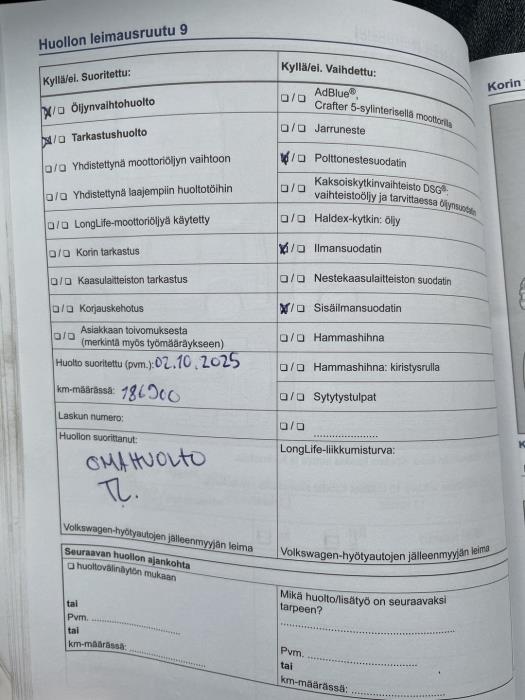 Huollon leimausruutu 9
Kyllä/ei. Suoritettu:
☒/☐ Öljynvaihtohuolto
☒/☐ Tarkastushuolto
☐/☐ Yhdistettynä moottoriöljyn vaihtoon
☐/☐ Yhdistettynä laajempiin huoltotöihin
☐/☐ LongLife-moottoriöljyä käytetty
☐/☐ Korin tarkastus
☐/☐ Kaasulaitteiston tarkastus
☐/☐ Korjauskehotus
☐/☐ Asiakkaan toivomuksesta
(merkintä myös työmääräykseen)
Huolto suoritettu (pvm.): 02.10.2025
km-määrässä: 186900
Laskun numero:
Huollon suorittanut:
OMAHUOLTO
TL.
Volkswagen-hyötyautojen jälleenmyyjän leima
Kyllä/ei. Vaihdettu:
☐/☐ AdBlue®,
Crafter 5-sylinterisellä moottorilla
☐/☐ Jarruneste
☒/☐ Polttonestesuodatin
☐/☐ Kaksoiskytkinvaihteisto DSG®:
vaihteistoöljy ja tarvittaessa öljynsuodatin
☐/☐ Haldex-kytkin: öljy
☒/☐ Ilmansuodatin
☐/☐ Nestekaasulaitteiston suodatin
☒/☐ Sisäilmansuodatin
☐/☐ Hammashihna
☐/☐ Hammashihna: kiristysrulla
☐/☐ Sytytystulpat
☐/☐ ....................
LongLife-liikkumisturva:
Volkswagen-hyötyautojen jälleenmyyjän leima
Seuraavan huollon ajankohta
☐ huoltovälinäytön mukaan
tai
Pvm. ....................
tai
km-määrässä: ....................
Mikä huolto/lisätyö on seuraavaksi
tarpeen?
....................
Pvm. ....................
tai
km-määrässä: ....................
Korin